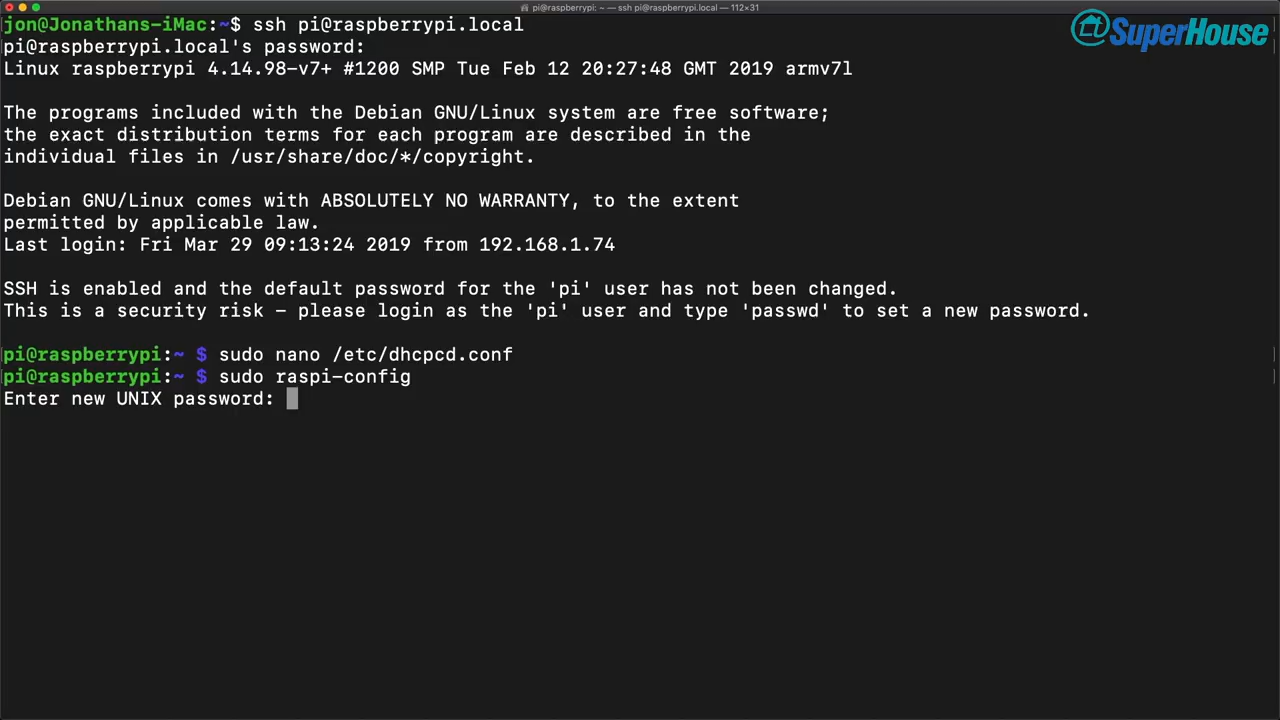 pi@raspberrypi: ~ — ssh pi@raspberrypi.local — 112×31
SuperHouse
jon@Jonathans-iMac:~$ ssh pi@raspberrypi.local
pi@raspberrypi.local's password:
Linux raspberrypi 4.14.98-v7+ #1200 SMP Tue Feb 12 20:27:48 GMT 2019 armv7l
The programs included with the Debian GNU/Linux system are free software;
the exact distribution terms for each program are described in the
individual files in /usr/share/doc/*/copyright.
Debian GNU/Linux comes with ABSOLUTELY NO WARRANTY, to the extent
permitted by applicable law.
Last login: Fri Mar 29 09:13:24 2019 from 192.168.1.74
SSH is enabled and the default password for the 'pi' user has not been changed.
This is a security risk - please login as the 'pi' user and type 'passwd' to set a new password.
pi@raspberrypi:~ $ sudo nano /etc/dhcpcd.conf
pi@raspberrypi:~ $ sudo raspi-config
Enter new UNIX password: